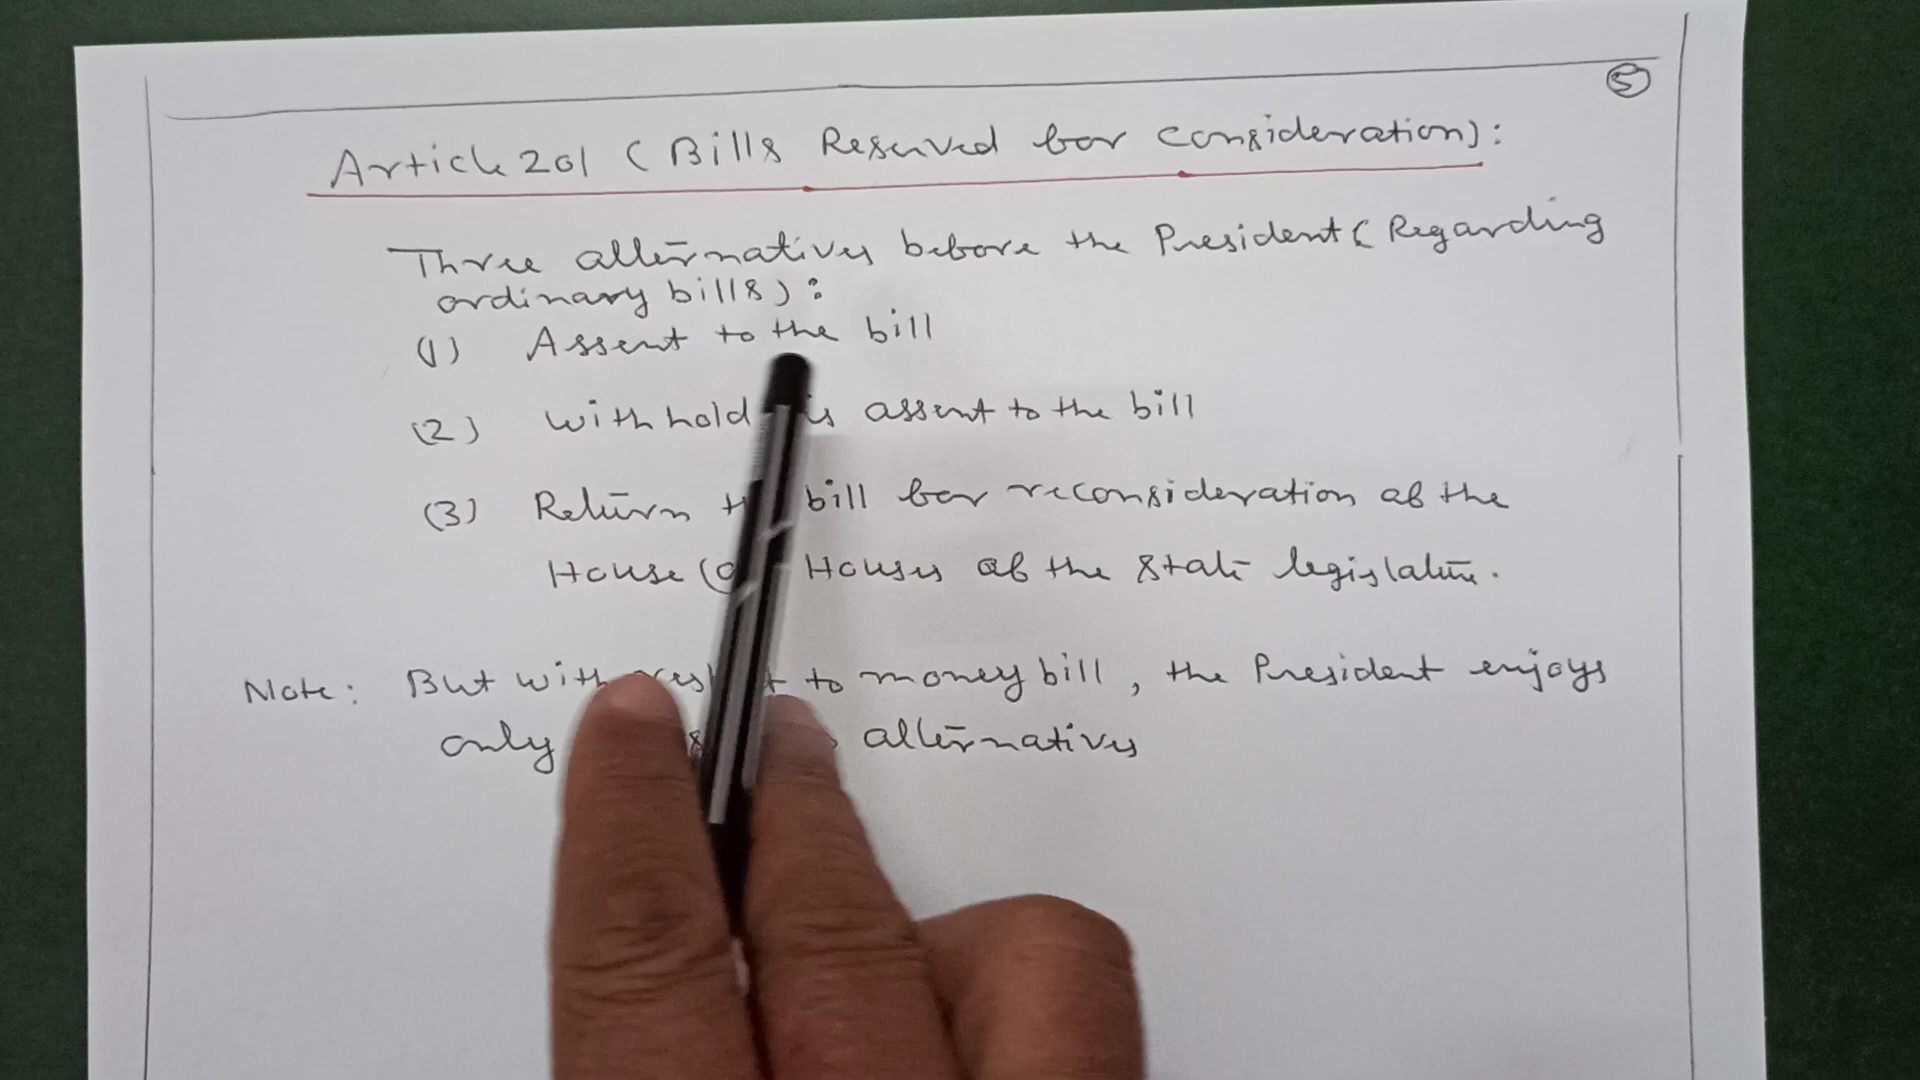 5
Article 201 (Bills Reserved for consideration):
Three alternatives before the President (Regarding
ordinary bills):
(1) Assent to the bill
(2) withhold assent to the bill
(3) Return bill for reconsideration of the
House Houses of the state legislature.
Note: But with to money bill, the President enjoys
only alternatives